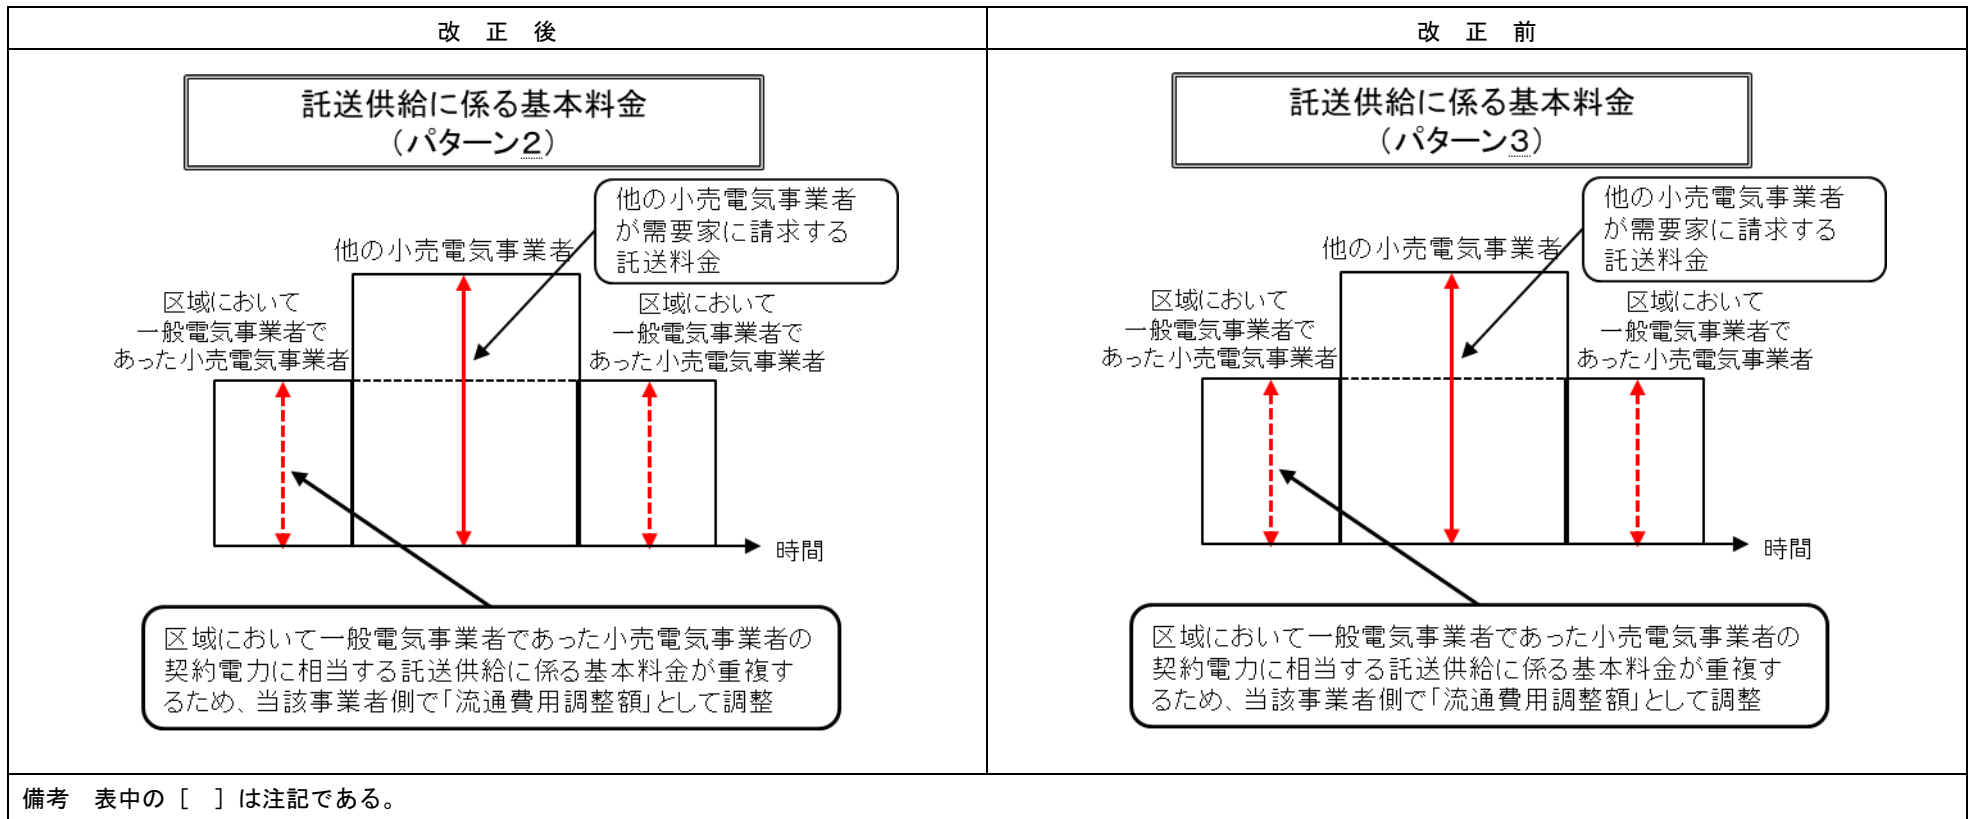 改 正 後
託送供給に係る基本料金
（パターン２）
他の小売電気事業者
が需要家に請求する
託送料金
他の小売電気事業者
区域において
一般電気事業者で
あった小売電気事業者
区域において
一般電気事業者で
あった小売電気事業者
時間
区域において一般電気事業者であった小売電気事業者の
契約電力に相当する託送供給に係る基本料金が重複す
るため、当該事業者側で「流通費用調整額」として調整
改 正 前
託送供給に係る基本料金
（パターン３）
他の小売電気事業者
が需要家に請求する
託送料金
他の小売電気事業者
区域において
一般電気事業者で
あった小売電気事業者
区域において
一般電気事業者で
あった小売電気事業者
時間
区域において一般電気事業者であった小売電気事業者の
契約電力に相当する託送供給に係る基本料金が重複す
るため、当該事業者側で「流通費用調整額」として調整
備考　表中の［　］は注記である。